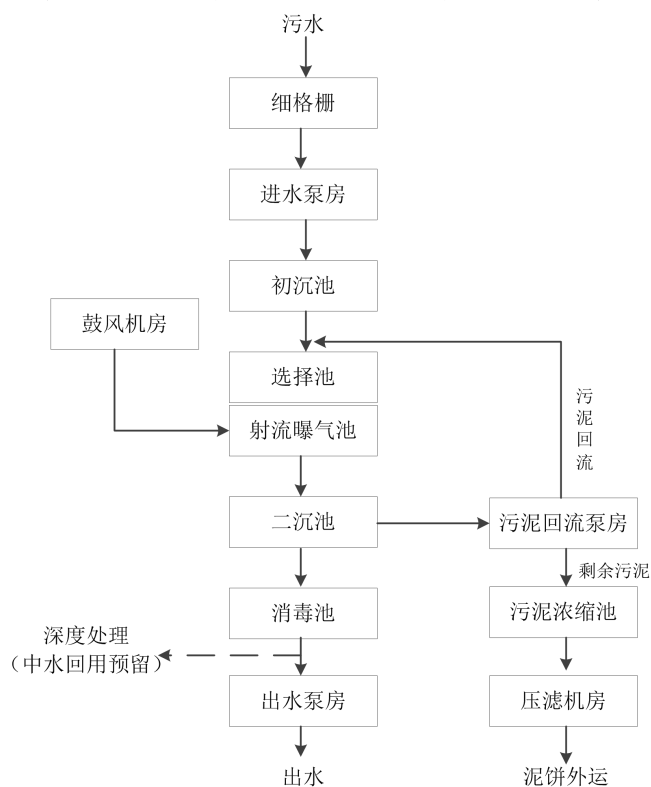 污水
细格栅
进水泵房
初沉池
鼓风机房
选择池
射流曝气池
污泥回流
二沉池
污泥回流泵房
剩余污泥
消毒池
污泥浓缩池
深度处理
（中水回用预留）
出水泵房
压滤机房
出水
泥饼外运